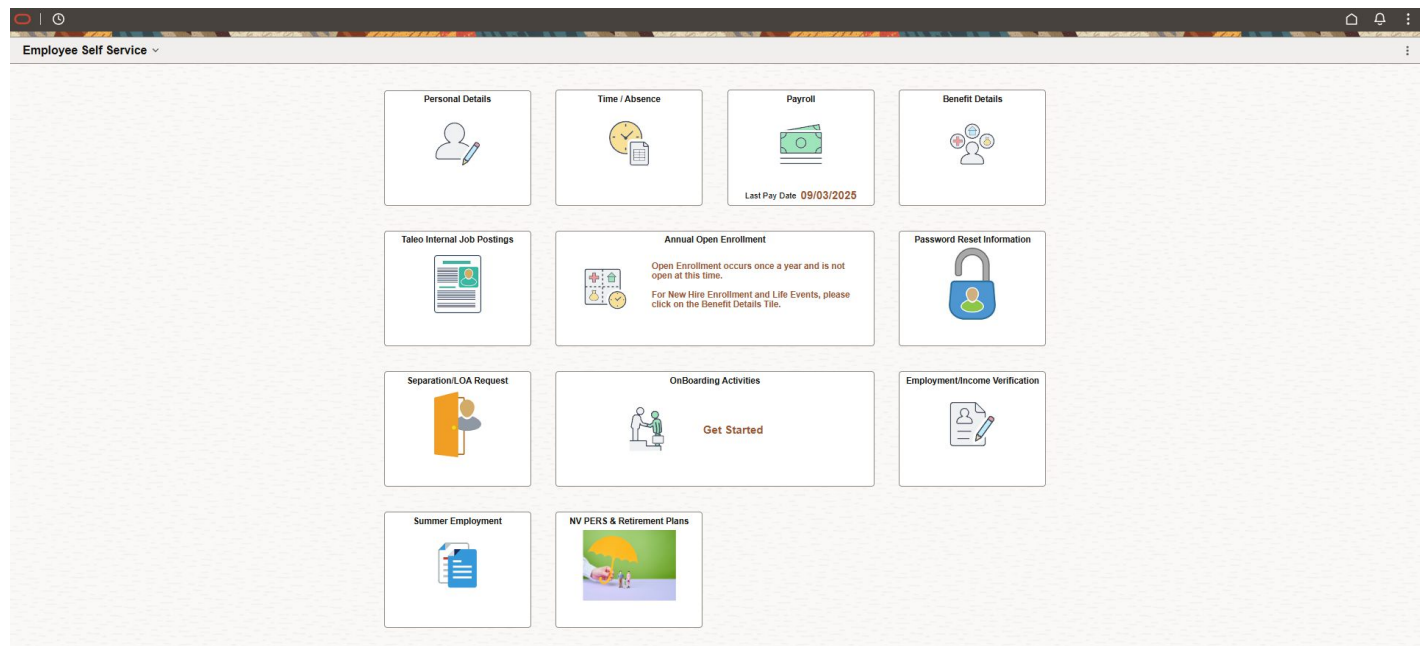 Employee Self Service
Personal Details
Time / Absence
Payroll
Last Pay Date 09/03/2025
Benefit Details
Taleo Internal Job Postings
Annual Open Enrollment
Open Enrollment occurs once a year and is not
open at this time.
For New Hire Enrollment and Life Events, please
click on the Benefit Details Tile.
Password Reset Information
Separation/LOA Request
OnBoarding Activities
Get Started
Employment/Income Verification
Summer Employment
NV PERS & Retirement Plans